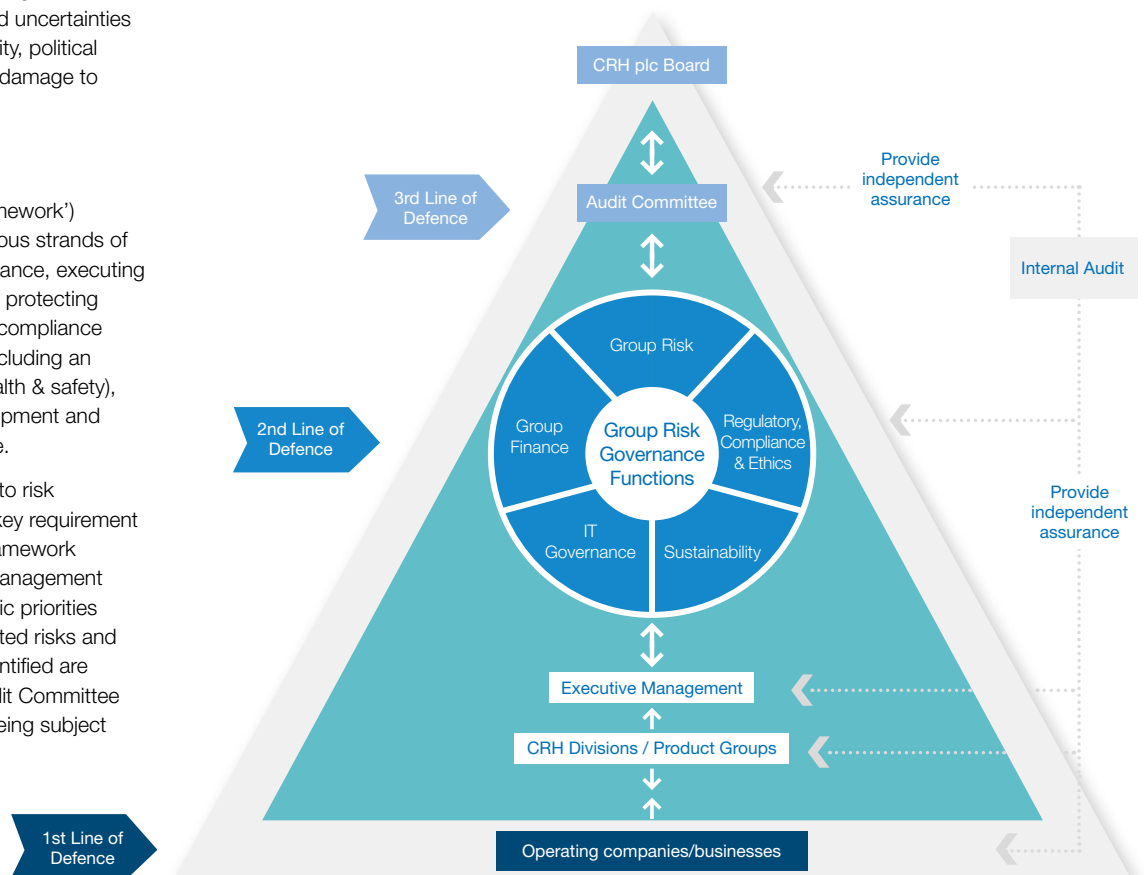 d uncertainties
ity, political
damage to
nework’)
ous strands of
ance, executing
protecting
compliance
cluding an
alth & safety),
pment and
e.
to risk
key requirement
amework
anagement
ic priorities
ted risks and
ntified are
dit Committee
eing subject
CRH plc Board
3rd Line of
Defence
Audit Committee
Provide
independent
assurance
Internal Audit
2nd Line of
Defence
Group Risk
Group
Finance
Group Risk
Governance
Functions
Regulatory,
Compliance
& Ethics
IT
Governance
Sustainability
Provide
independent
assurance
Executive Management
CRH Divisions / Product Groups
1st Line of
Defence
Operating companies/businesses